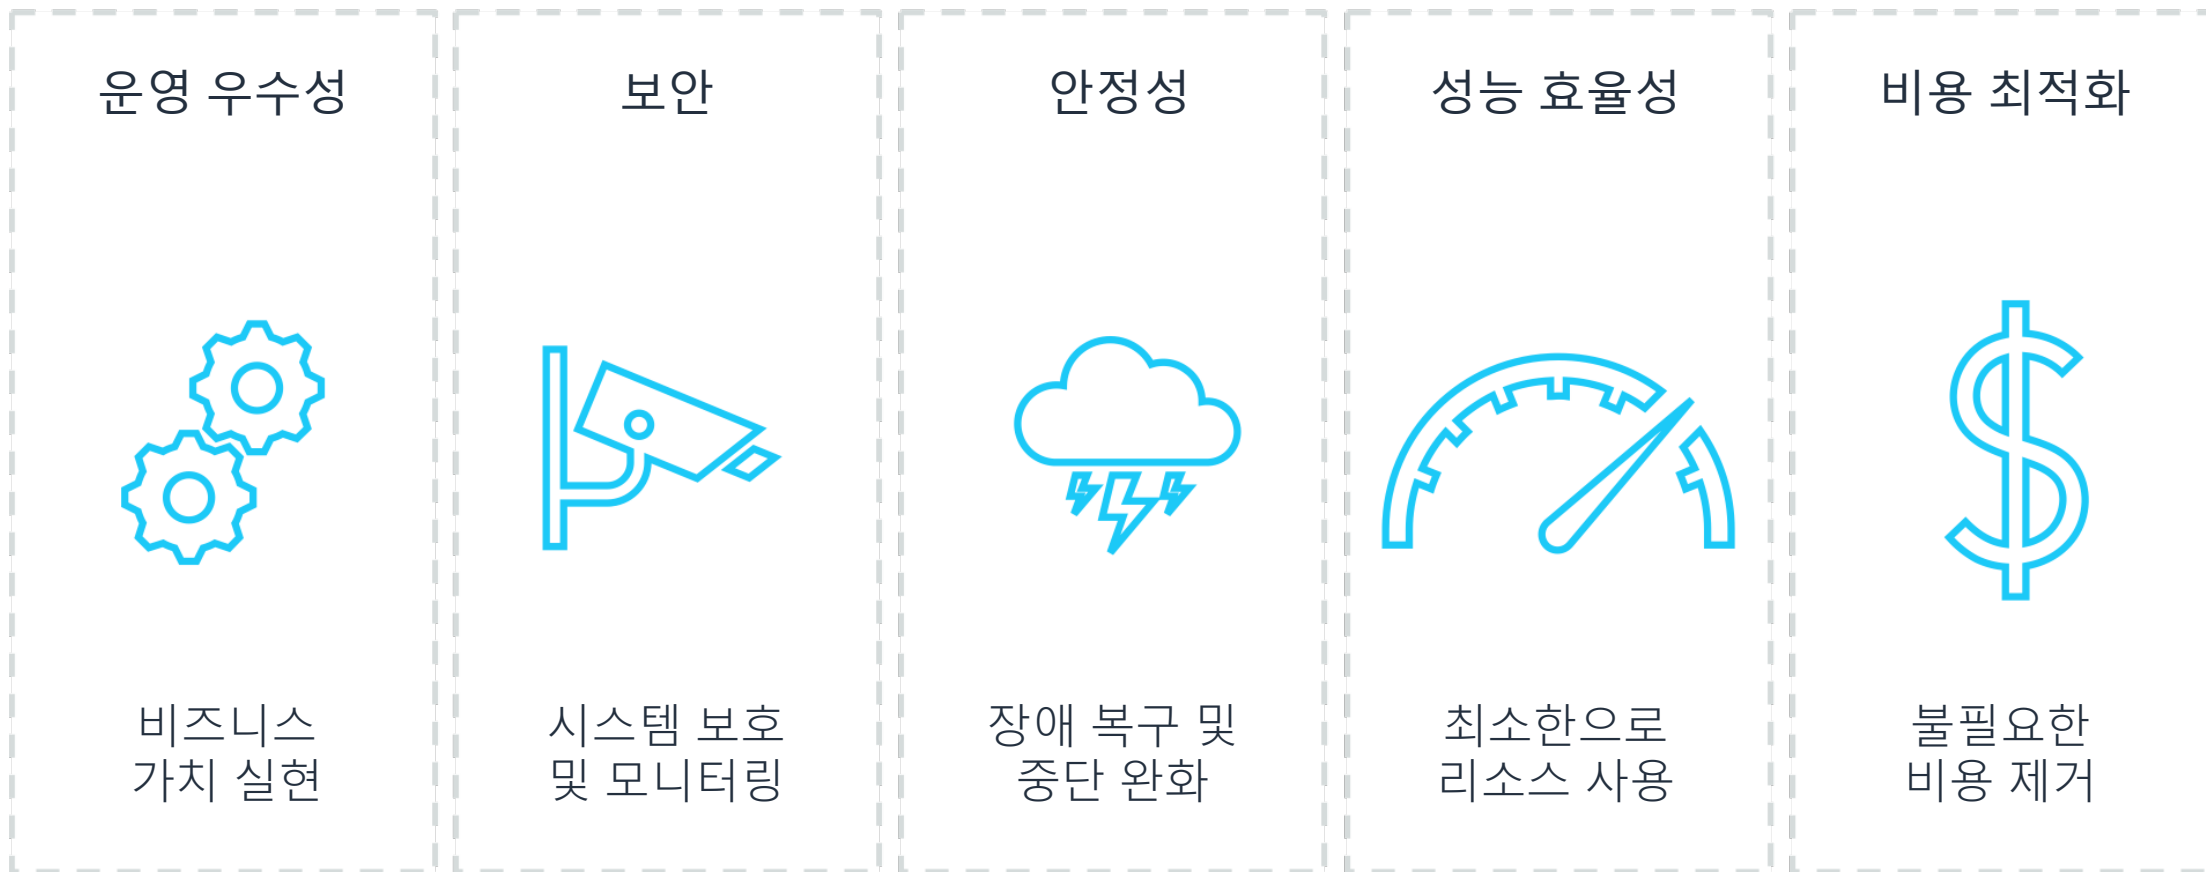 운영 우수성
보안
안정성
성능 효율성
비용 최적화
비즈니스
가치 실현
시스템 보호
및 모니터링
장애 복구 및
중단 완화
최소한으로
리소스 사용
불필요한
비용 제거